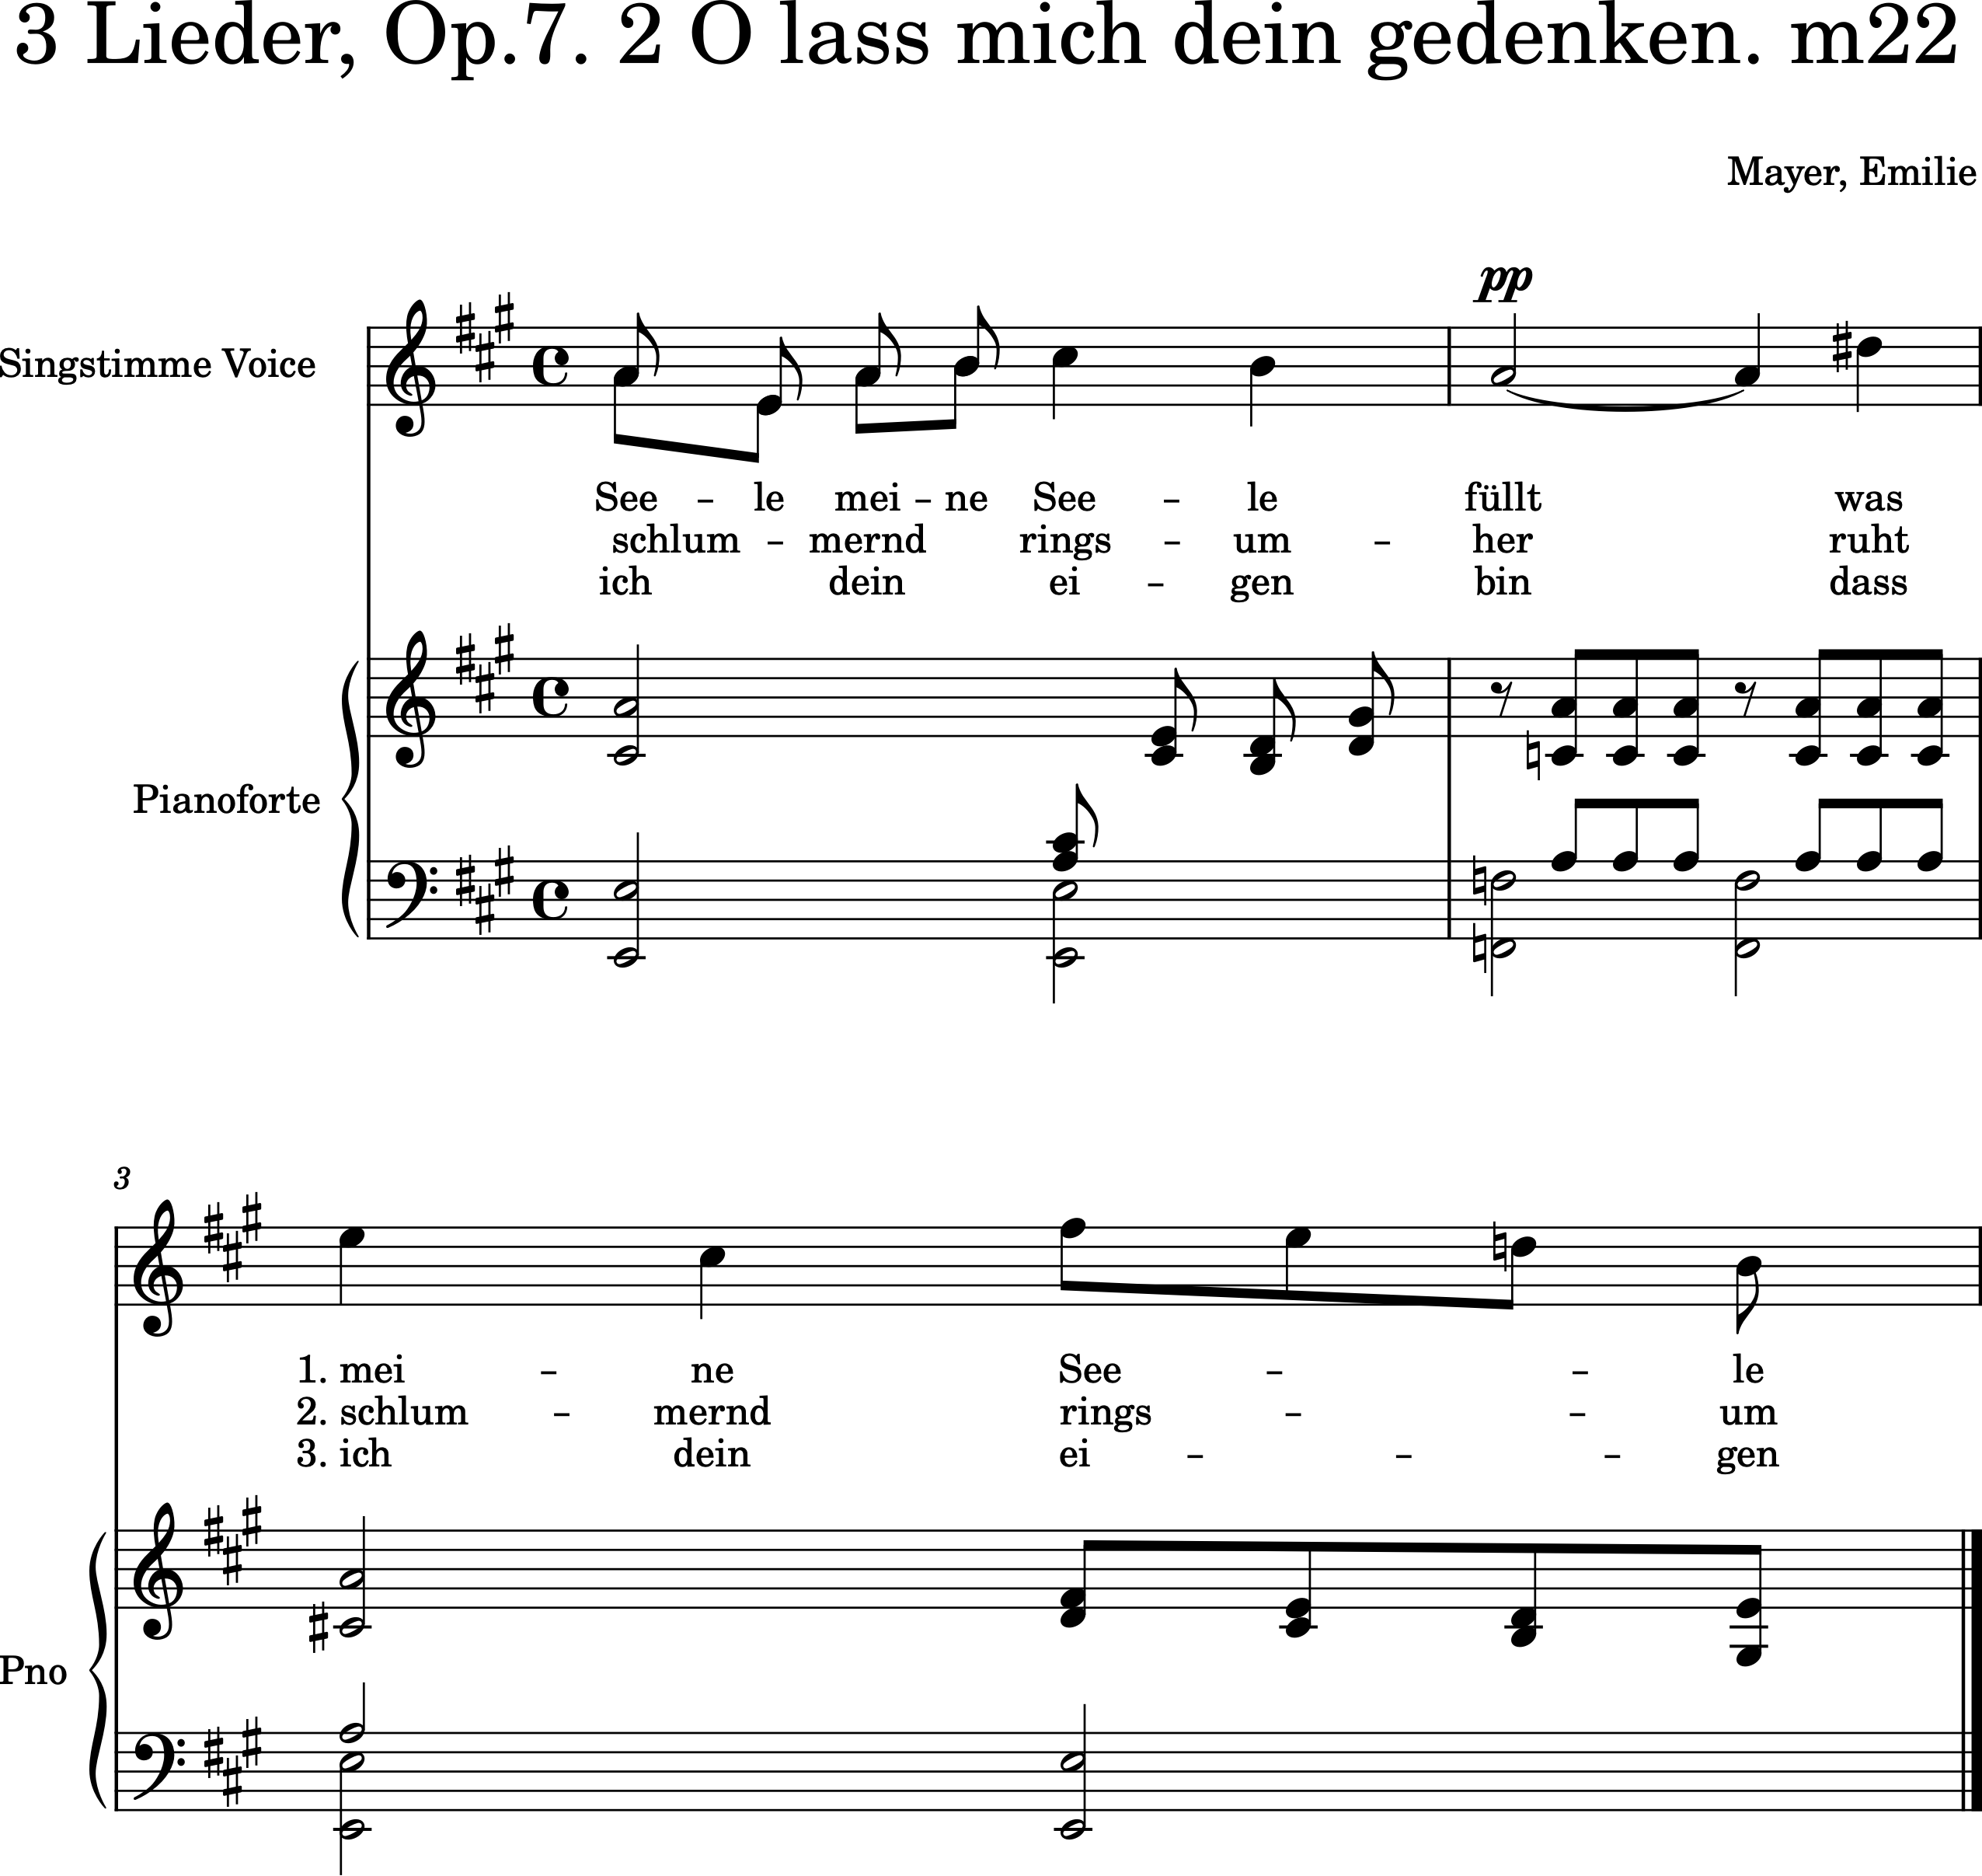 3 Lieder, Op.7. 2 O lass mich dein gedenken. m22
Mayer, Emilie
pp
Singstimme Voice
See – le mei – ne See – le füllt was
schlum – mernd rings – um – her ruht
ich dein ei – gen bin dass
Pianoforte
3
1. mei – ne See – – le
2. schlum – mernd rings – – um
3. ich dein ei – – – gen
Pno